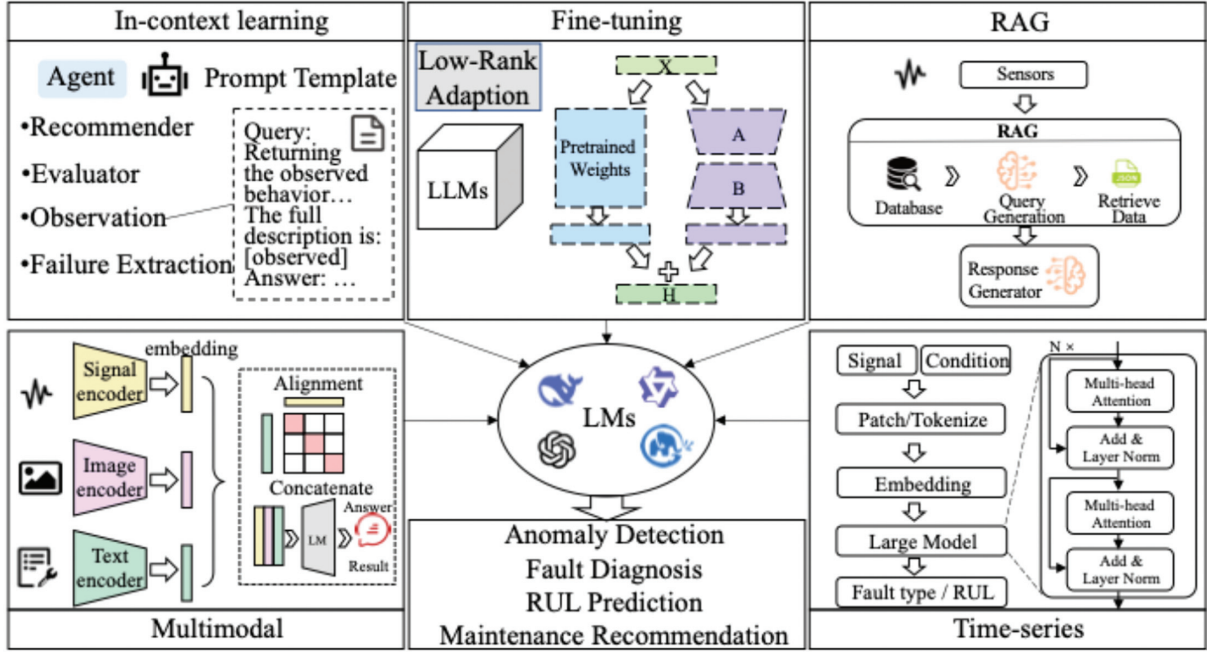 In-context learning
Agent
Prompt Template
•Recommender
•Evaluator
•Observation
•Failure Extraction
Query:
Returning
the observed
behavior…
The full
description is:
[observed]
Answer: …
Fine-tuning
Low-Rank
Adaption
LLMs
X
Pretrained
Weights
A
B
H
RAG
Sensors
RAG
Database
Query
Generation
JSON
Retrieve
Data
Response
Generator
Signal
encoder
embedding
Image
encoder
Text
encoder
Alignment
Concatenate
LM
Answer
Result
Multimodal
LMs
Anomaly Detection
Fault Diagnosis
RUL Prediction
Maintenance Recommendation
Signal
Condition
Patch/Tokenize
Embedding
Large Model
Fault type / RUL
N ×
Multi-head
Attention
Add &
Layer Norm
Multi-head
Attention
Add &
Layer Norm
Time-series